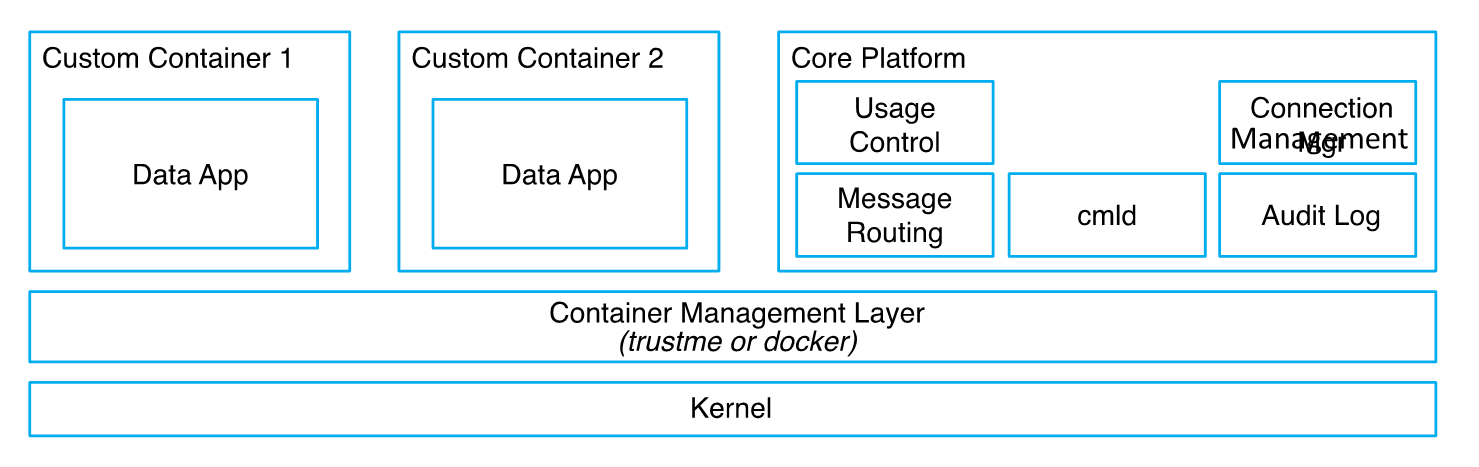 Custom Container 1
Data App
Custom Container 2
Data App
Core Platform
Usage
Control
Connection
Mgr
Management
Message
Routing
cmld
Audit Log
Container Management Layer
(trustme or docker)
Kernel